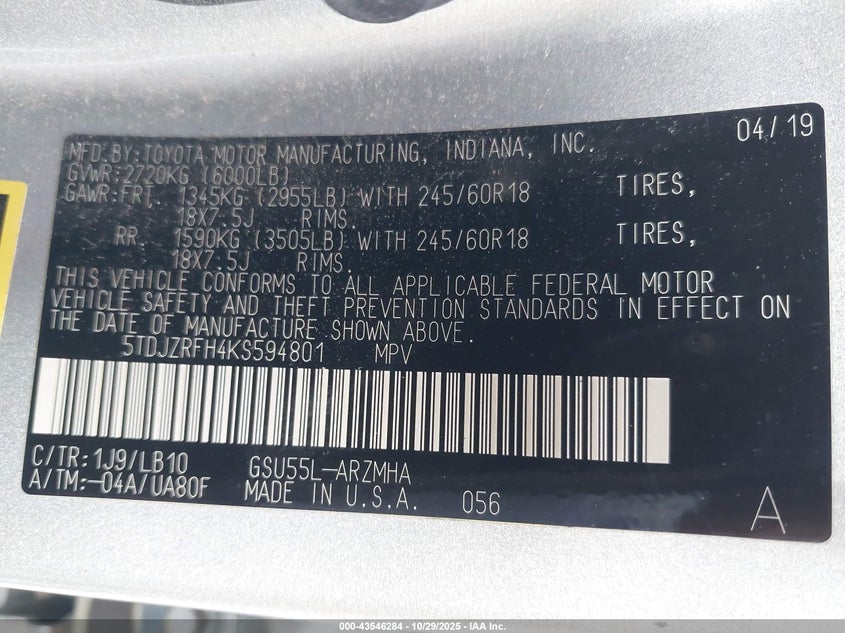 04/19
MFD.BY:TOYOTA MOTOR MANUFACTURING, INDIANA, INC.
GVWR:2720KG (6000LB)
GAWR:FRT. 1345KG (2955LB) WITH 245/60R18 TIRES,
18X7.5J RIMS.
RR. 1590KG (3505LB) WITH 245/60R18 TIRES,
18X7.5J RIMS.
THIS VEHICLE CONFORMS TO ALL APPLICABLE FEDERAL MOTOR
VEHICLE SAFETY AND THEFT PREVENTION STANDARDS IN EFFECT ON
THE DATE OF MANUFACTURE SHOWN ABOVE.
5TDJZRFH4KS594801 MPV
C/TR:1J9/LB10 GSU55L-ARZMHA
A/TM:-04A/UA80F MADE IN U.S.A. 056
A
000-43546284 | 10/29/2025 | IAA Inc.